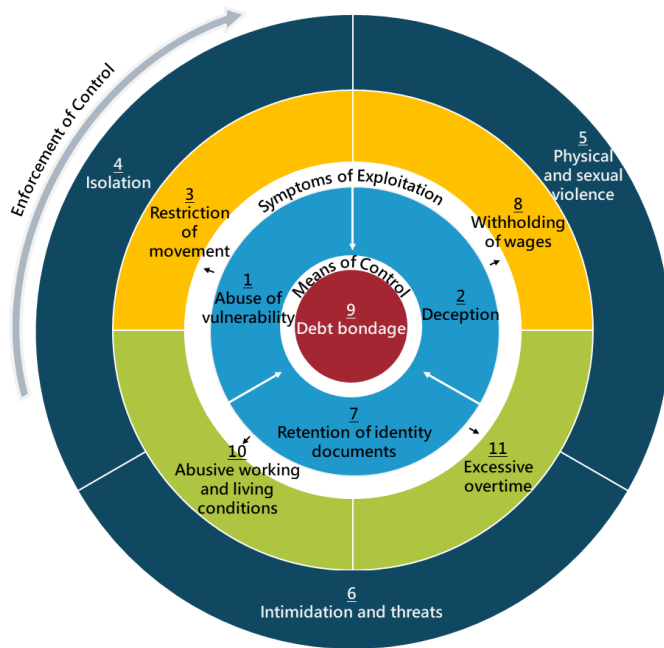 Enforcement of Control
4
Isolation
5
Physical
and sexual
violence
3
Restriction
of
movement
Symptoms of Exploitation
8
Withholding
of wages
1
Abuse of
vulnerability
Means of Control
2
Deception
9
Debt bondage
7
Retention of identity
documents
10
Abusive working
and living
conditions
11
Excessive
overtime
6
Intimidation and threats